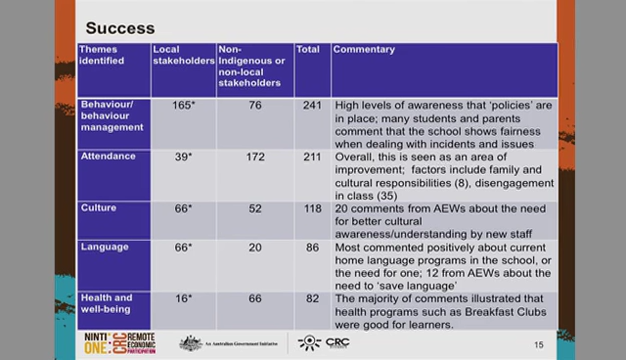 Success
Themes identified
Local stakeholders
Non-Indigenous or non-local stakeholders
Total
Commentary
Behaviour/ behaviour management
165*
76
241
High levels of awareness that 'policies' are
in place; many students and parents
comment that the school shows fairness
when dealing with incidents and issues
Attendance
39*
172
211
Overall, this is seen as an area of
improvement; factors include family and
cultural responsibilities (8), disengagement
in class (35)
Culture
66*
52
118
20 comments from AEWs about the need
for better cultural
awareness/understanding by new staff
Language
66*
20
86
Most commented positively about current
home language programs in the school, or
the need for one; 12 from AEWs about the
need to 'save language'
Health and well-being
16*
66
82
The majority of comments illustrated that
health programs such as Breakfast Clubs
were good for learners.
NINTI ONE:
CRC REMOTE ECONOMIC PARTICIPATION
An Australian Government Initiative
CRC
15